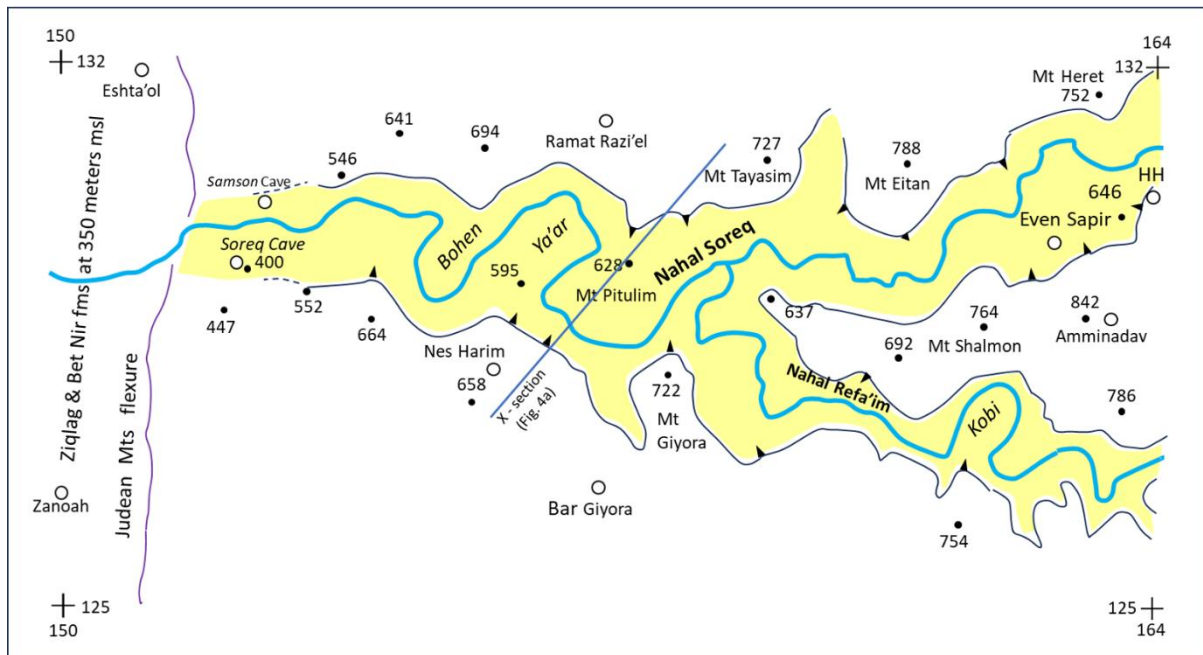 150
132
Eshta'ol
164
132
Mt Heret
752
641
694
Ramat Razi'el
546
727
Mt Tayasim
788
Mt Eitan
Samson Cave
HH
646
Even Sapir
Soreq Cave
400
Bohen
Ya'ar
595
628
Mt Pitulim
Nahal Soreq
637
447
552
664
764
Mt Shalmon
842
Amminadav
Nes Harim
658
692
722
Mt
Giyora
Nahal Refa'im
Kobi
786
X - section
(Fig. 4a)
Ziqlag & Bet Nir fms at 350 meters msl
Judean Mts flexure
Zanoah
Bar Giyora
754
125
150
125
164